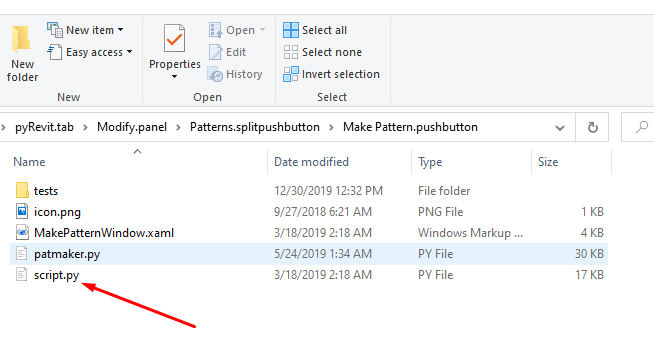 New item
Open
Select all
Easy access
Edit
Select none
New
folder
Properties
History
Invert selection
New
Open
Select
pyRevit.tab > Modify.panel > Patterns.splitpushbutton > Make Pattern.pushbutton
Name Date modified Type Size
tests 12/30/2019 12:32 PM File folder
icon.png 9/27/2018 6:21 AM PNG File 1 KB
MakePatternWindow.xaml 3/18/2019 2:18 AM Windows Markup ... 4 KB
patmaker.py 5/24/2019 1:34 AM PY File 30 KB
script.py 3/18/2019 2:18 AM PY File 17 KB